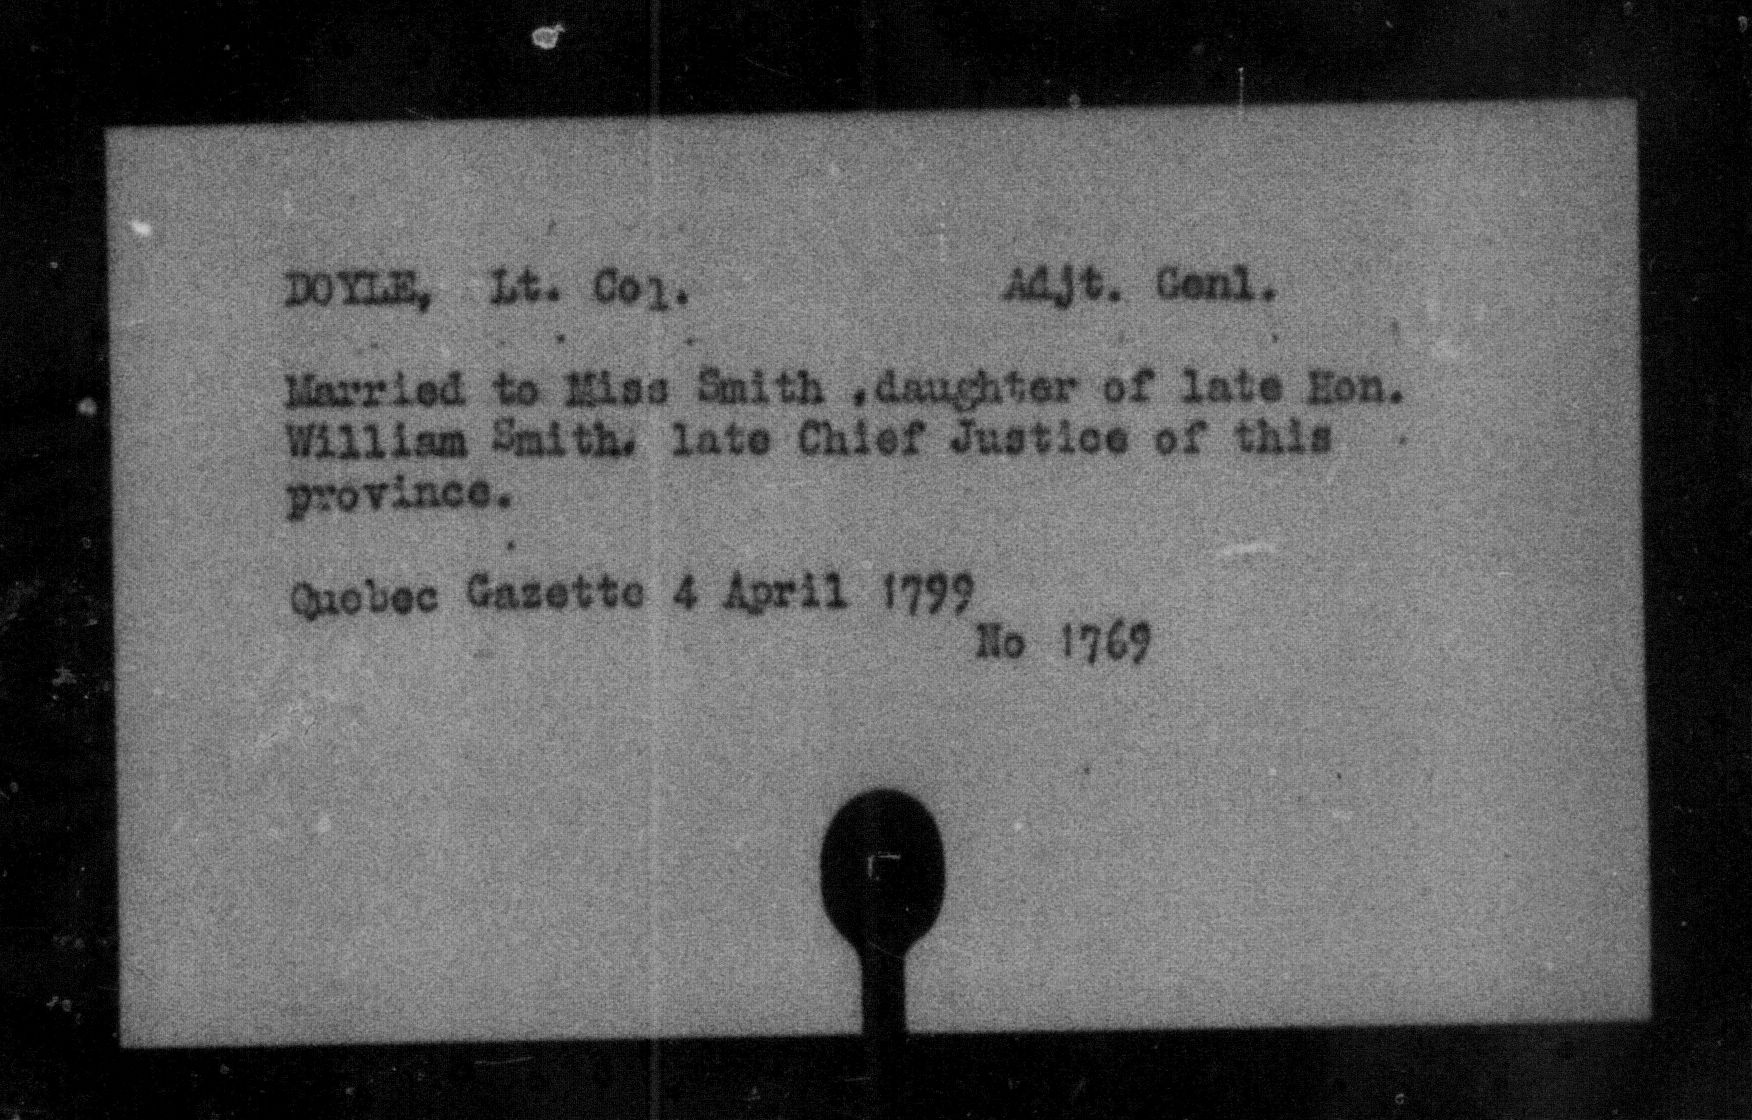 DOYLE, Lt. Col. Adjt. Genl.
Married to Miss Smith ,daughter of late Hon.
William Smith, late Chief Justice of this
province.
Quebec Gazette 4 April 1799
No 1769